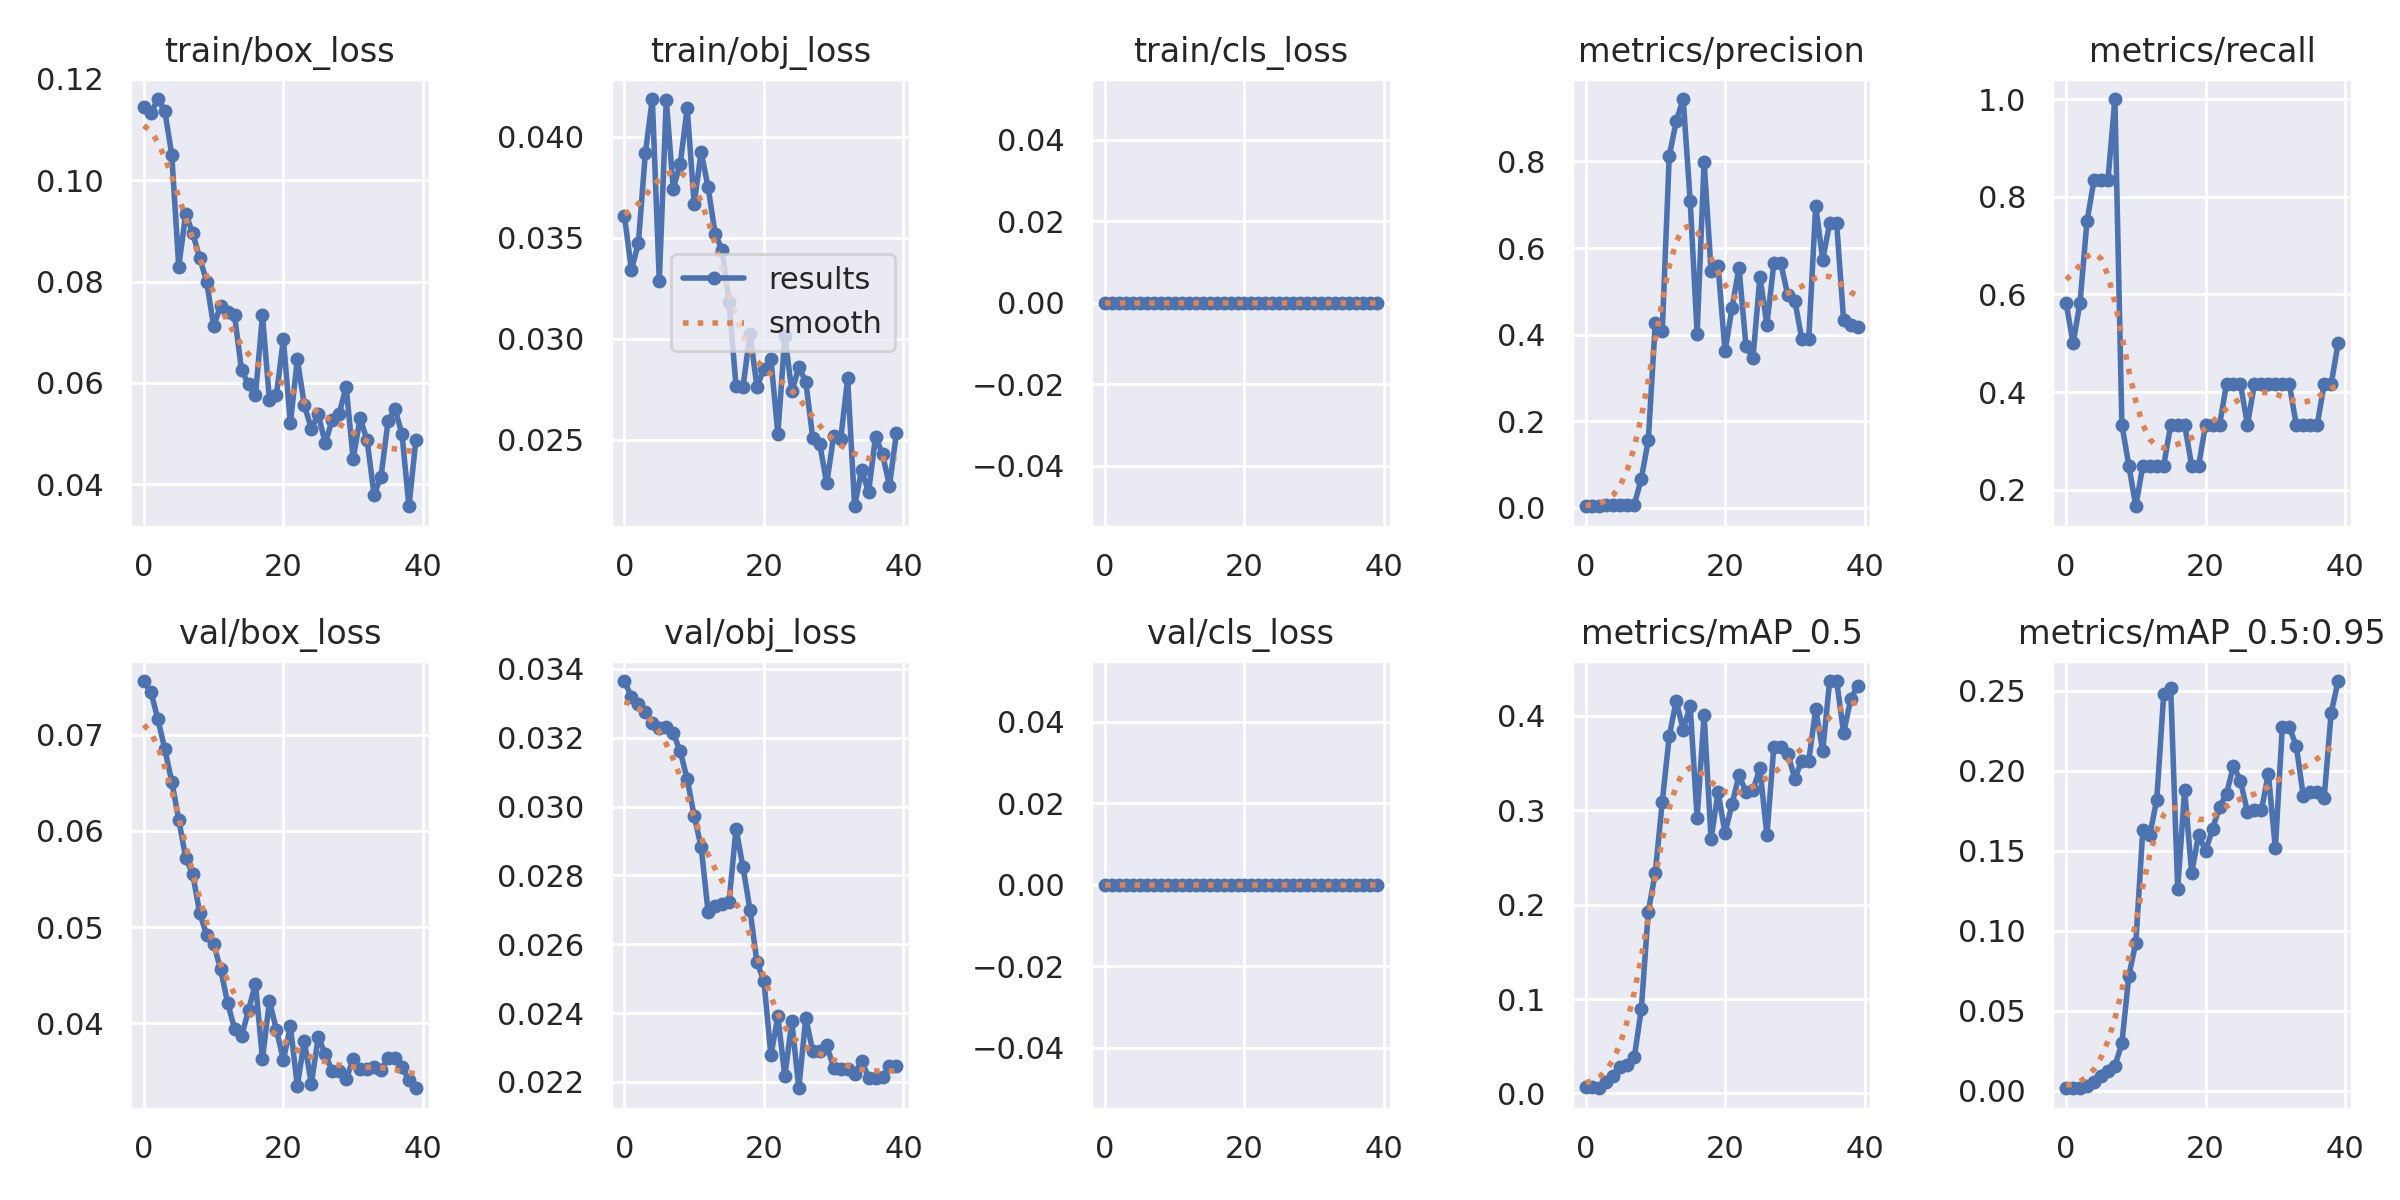 train/box_loss
0.12
0.10
0.08
0.06
0.04
0 20 40
train/obj_loss
0.040
0.035
0.030
0.025
results
smooth
0 20 40
train/cls_loss
0.04
0.02
0.00
−0.02
−0.04
0 20 40
metrics/precision
0.8
0.6
0.4
0.2
0.0
0 20 40
metrics/recall
1.0
0.8
0.6
0.4
0.2
0 20 40
val/box_loss
0.07
0.06
0.05
0.04
0 20 40
val/obj_loss
0.034
0.032
0.030
0.028
0.026
0.024
0.022
0 20 40
val/cls_loss
0.04
0.02
0.00
−0.02
−0.04
0 20 40
metrics/mAP_0.5
0.4
0.3
0.2
0.1
0.0
0 20 40
metrics/mAP_0.5:0.95
0.25
0.20
0.15
0.10
0.05
0.00
0 20 40